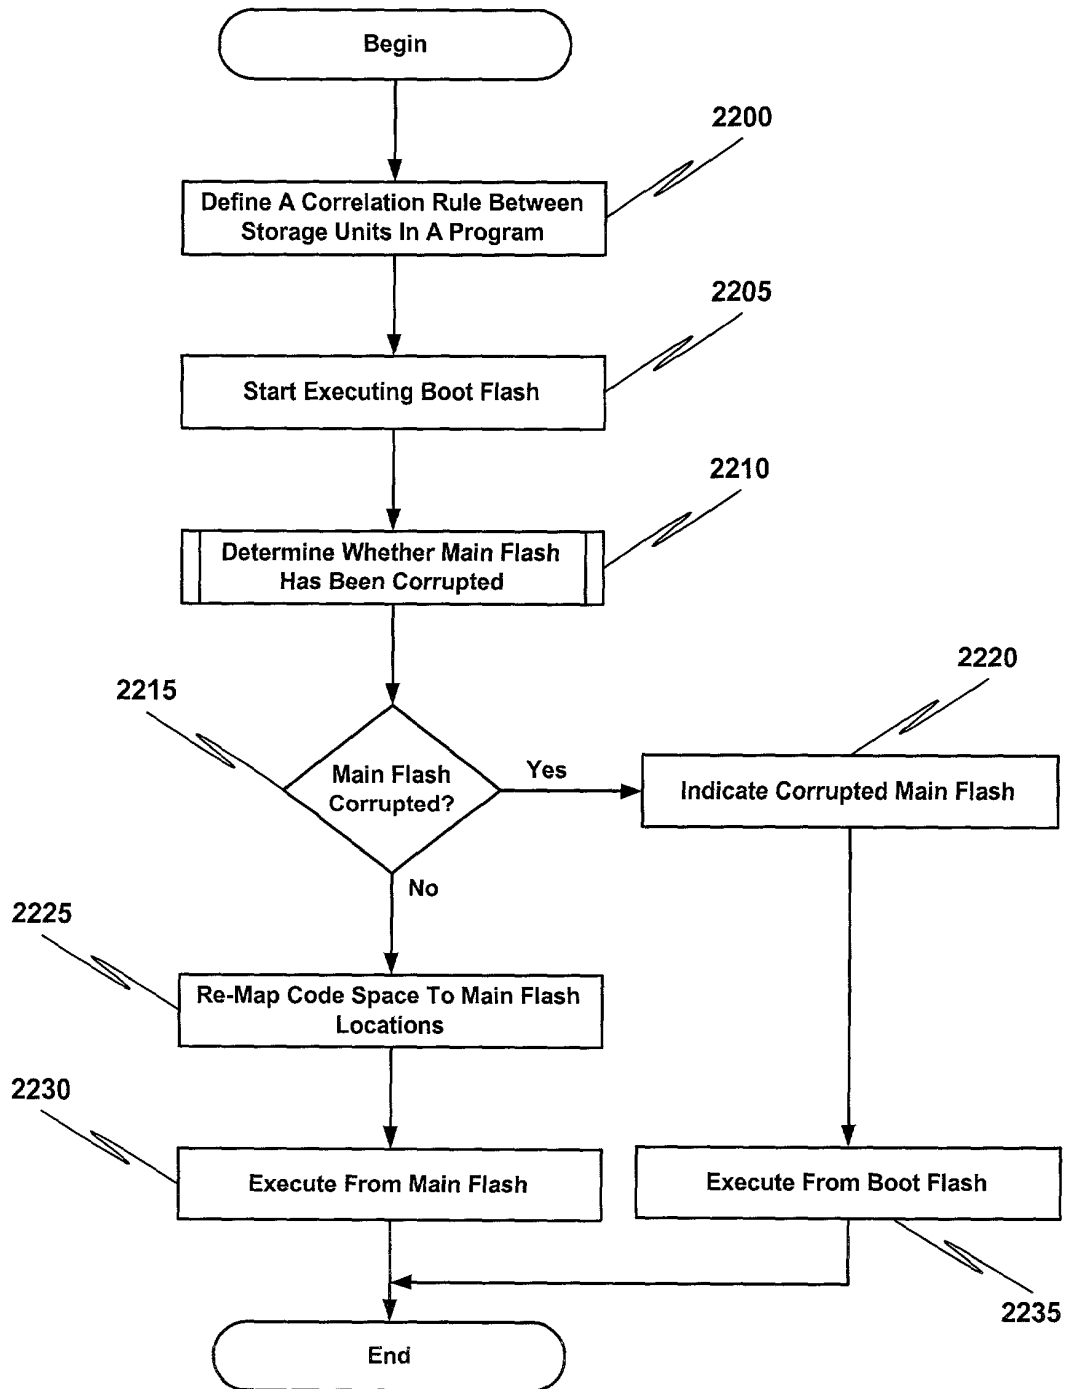 Begin
2200
Define A Correlation Rule Between
Storage Units In A Program
2205
Start Executing Boot Flash
2210
Determine Whether Main Flash
Has Been Corrupted
2215
Main Flash
Corrupted?
Yes
2220
Indicate Corrupted Main Flash
No
2225
Re-Map Code Space To Main Flash
Locations
2230
Execute From Main Flash
Execute From Boot Flash
2235
End